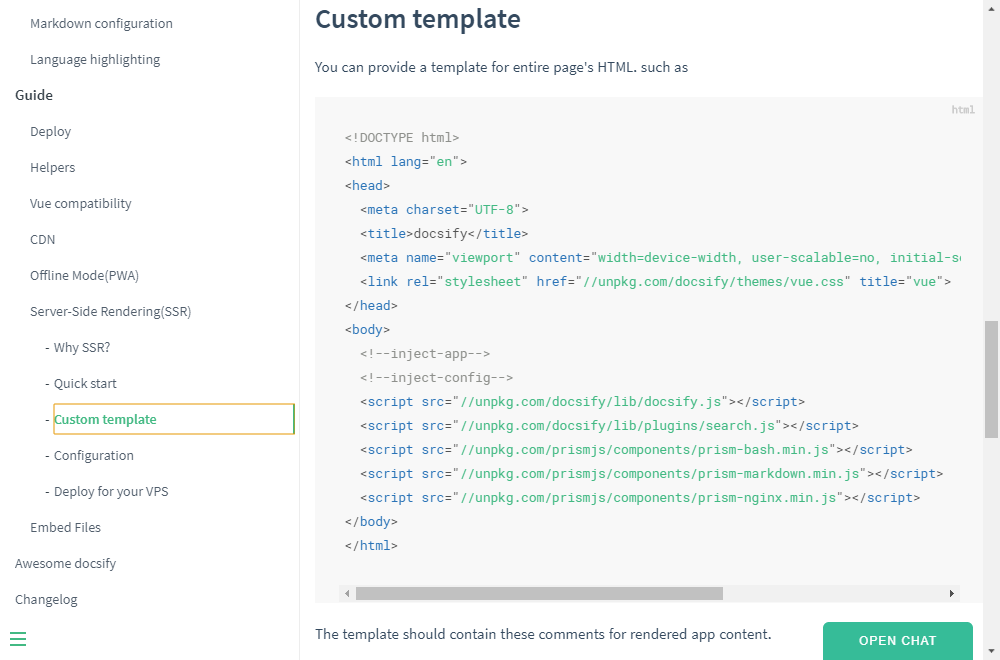 Markdown configuration
Language highlighting
Guide
Deploy
Helpers
Vue compatibility
CDN
Offline Mode(PWA)
Server-Side Rendering(SSR)
- Why SSR?
- Quick start
- Custom template
- Configuration
- Deploy for your VPS
Embed Files
Awesome docsify
Changelog
Custom template
You can provide a template for entire page's HTML. such as
html
<!DOCTYPE html>
<html lang="en">
<head>
  <meta charset="UTF-8">
  <title>docsify</title>
  <meta name="viewport" content="width=device-width, user-scalable=no, initial-sc
  <link rel="stylesheet" href="//unpkg.com/docsify/themes/vue.css" title="vue">
</head>
<body>
  <!--inject-app-->
  <!--inject-config-->
  <script src="//unpkg.com/docsify/lib/docsify.js"></script>
  <script src="//unpkg.com/docsify/lib/plugins/search.js"></script>
  <script src="//unpkg.com/prismjs/components/prism-bash.min.js"></script>
  <script src="//unpkg.com/prismjs/components/prism-markdown.min.js"></script>
  <script src="//unpkg.com/prismjs/components/prism-nginx.min.js"></script>
</body>
</html>
The template should contain these comments for rendered app content.
OPEN CHAT